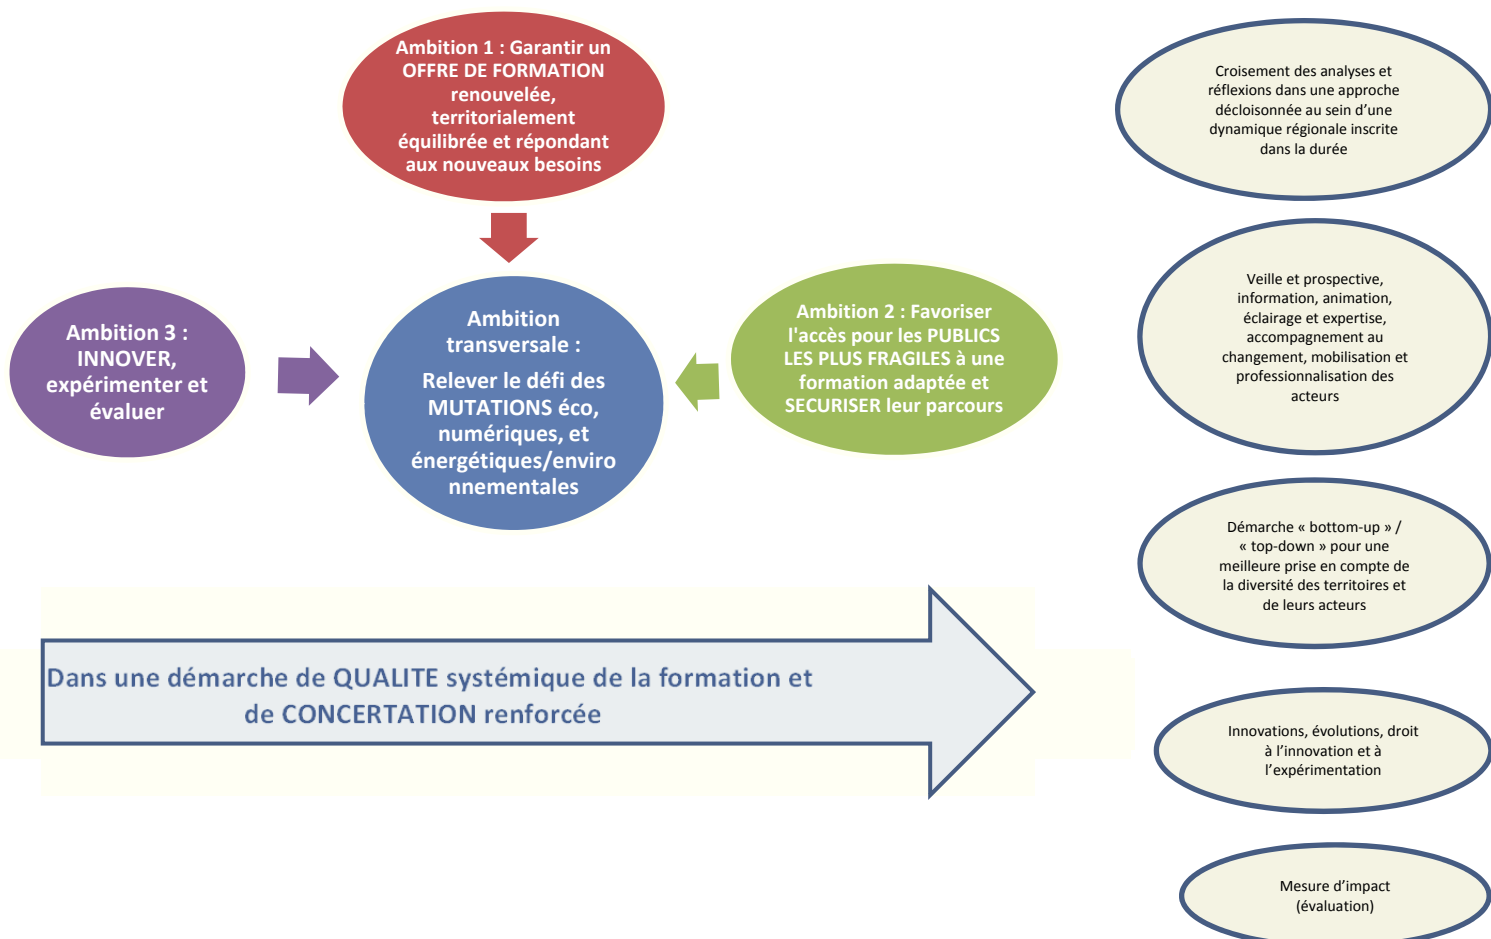 Ambition 1 : Garantir un
OFFRE DE FORMATION
renouvelée,
territorialement
équilibrée et répondant
aux nouveaux besoins
Ambition 3 :
INNOVER,
expérimenter et
évaluer
Ambition
transversale :
Relever le défi des
MUTATIONS éco,
numériques, et
énergétiques/enviro
nnementales
Ambition 2 : Favoriser
l'accès pour les PUBLICS
LES PLUS FRAGILES à une
formation adaptée et
SECURISER leur parcours
Dans une démarche de QUALITE systémique de la formation et
de CONCERTATION renforcée
Croisement des analyses et
réflexions dans une approche
décloisonnée au sein d’une
dynamique régionale inscrite
dans la durée
Veille et prospective,
information, animation,
éclairage et expertise,
accompagnement au
changement, mobilisation et
professionnalisation des
acteurs
Démarche « bottom-up » /
« top-down » pour une
meilleure prise en compte de
la diversité des territoires et
de leurs acteurs
Innovations, évolutions, droit
à l’innovation et à
l’expérimentation
Mesure d’impact
(évaluation)